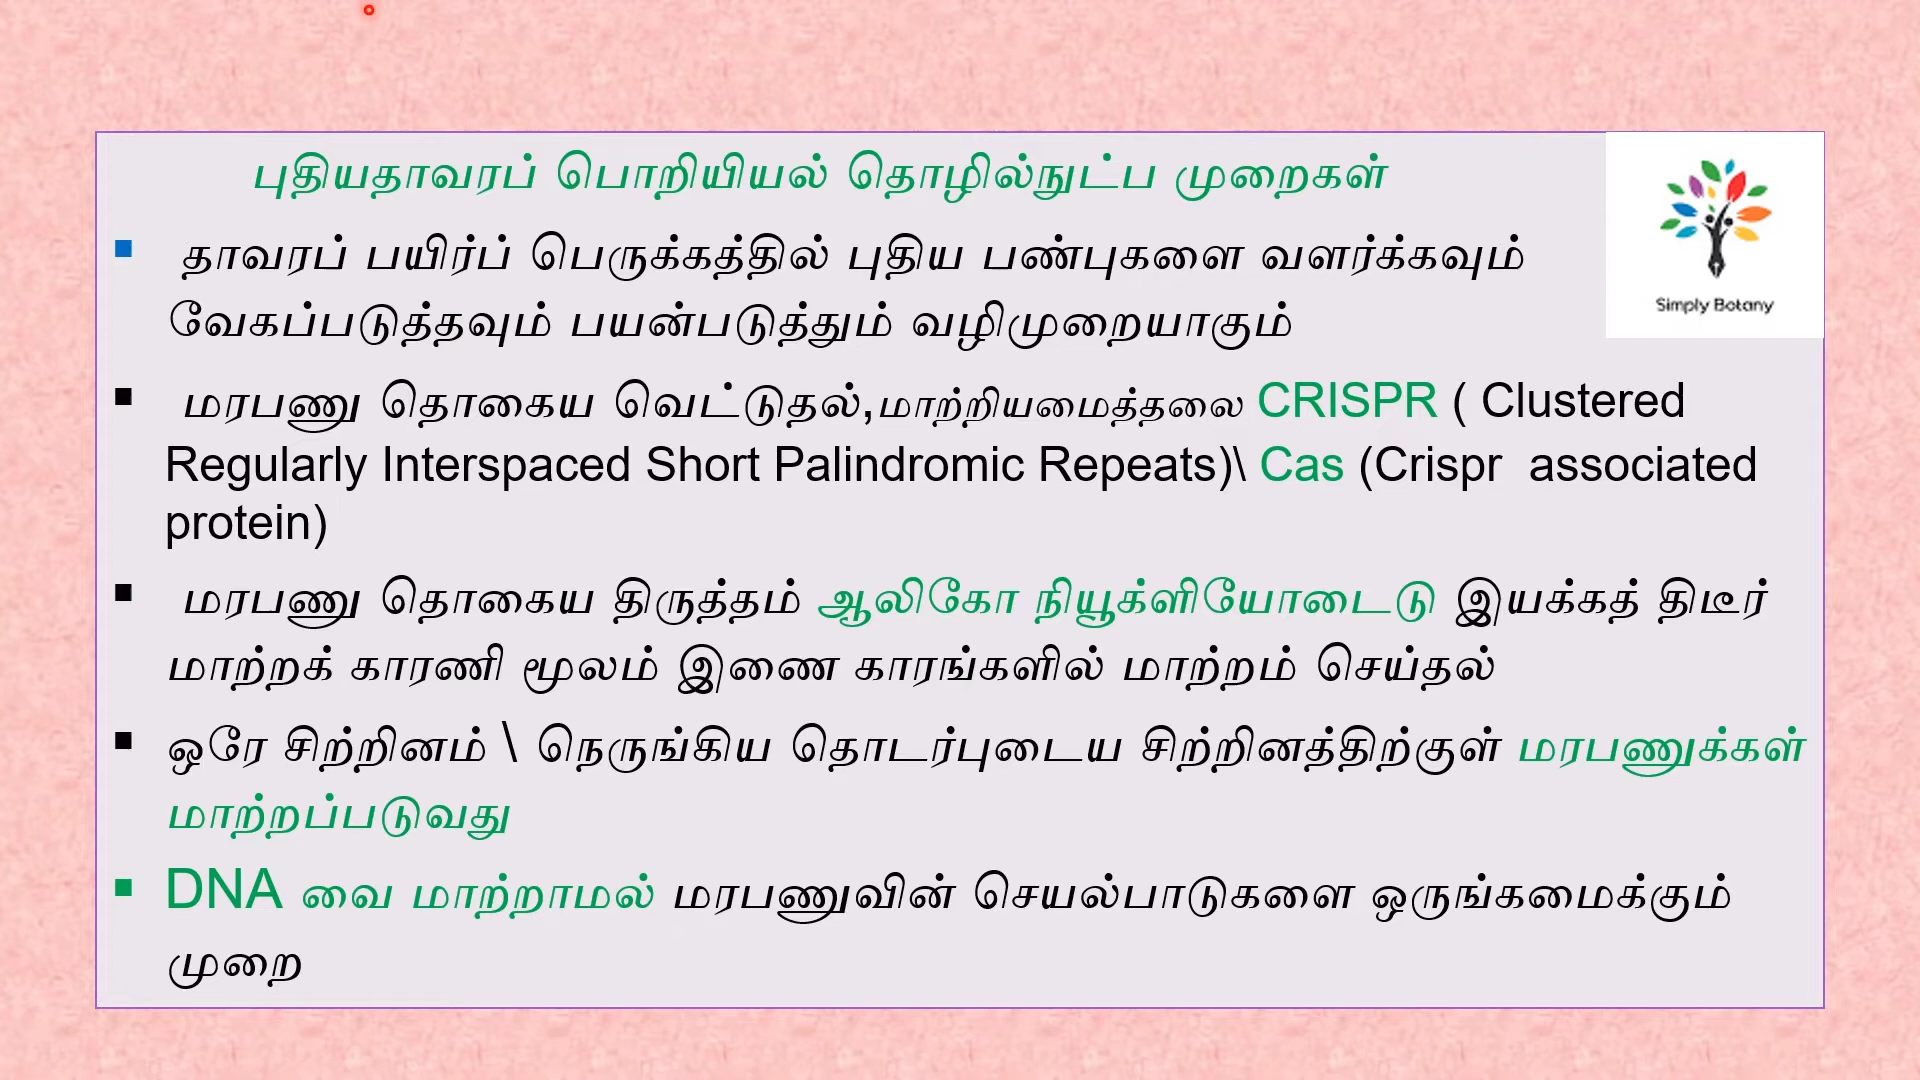 புதியதாவரப் பொறியியல் தொழில்நுட்ப முறைகள்
தாவரப் பயிர்ப் பெருக்கத்தில் புதிய பண்புகளை வளர்க்கவும்
வேகப்படுத்தவும் பயன்படுத்தும் வழிமுறையாகும்
Simply Botany
மரபணு தொகைய வெட்டுதல்,மாற்றியமைத்தலை CRISPR ( Clustered
Regularly Interspaced Short Palindromic Repeats)\ Cas (Crispr associated
protein)
மரபணு தொகைய திருத்தம் ஆலிகோ நியூக்ளியோடைடு இயக்கத் திடீர்
மாற்றக் காரணி மூலம் இணை காரங்களில் மாற்றம் செய்தல்
ஒரே சிற்றினம் \ நெருங்கிய தொடர்புடைய சிற்றினத்திற்குள் மரபணுக்கள்
மாற்றப்படுவது
DNA வை மாற்றாமல் மரபணுவின் செயல்பாடுகளை ஒருங்கமைக்கும்
முறை